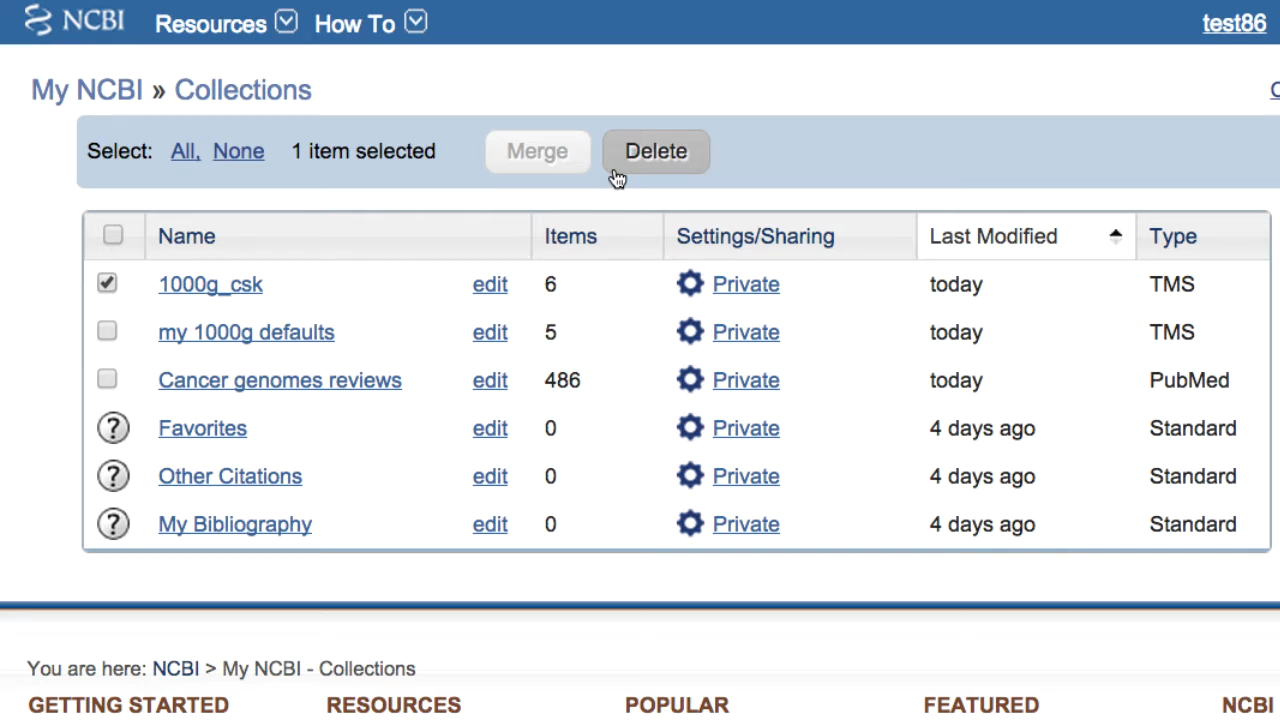 NCBI Resources How To test86
My NCBI » Collections
Select: All, None 1 item selected Merge Delete
Name Items Settings/Sharing Last Modified Type
1000g_csk edit 6 Private today TMS
my 1000g defaults edit 5 Private today TMS
Cancer genomes reviews edit 486 Private today PubMed
? Favorites edit 0 Private 4 days ago Standard
? Other Citations edit 0 Private 4 days ago Standard
? My Bibliography edit 0 Private 4 days ago Standard
You are here: NCBI > My NCBI - Collections
GETTING STARTED RESOURCES POPULAR FEATURED NCBI